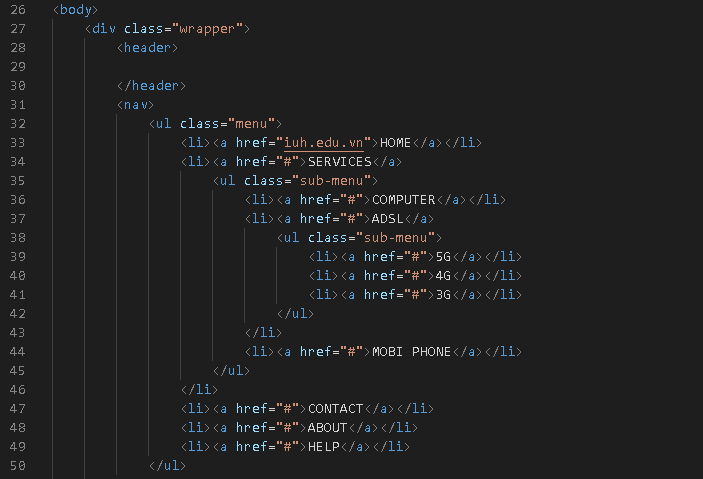 26 <body>
27     <div class="wrapper">
28         <header>
29
30         </header>
31         <nav>
32             <ul class="menu">
33                 <li><a href="iuh.edu.vn">HOME</a></li>
34                 <li><a href="#">SERVICES</a>
35                     <ul class="sub-menu">
36                         <li><a href="#">COMPUTER</a></li>
37                         <li><a href="#">ADSL</a>
38                             <ul class="sub-menu">
39                                 <li><a href="#">5G</a></li>
40                                 <li><a href="#">4G</a></li>
41                                 <li><a href="#">3G</a></li>
42                             </ul>
43                         </li>
44                         <li><a href="#">MOBI PHONE</a></li>
45                     </ul>
46                 </li>
47                 <li><a href="#">CONTACT</a></li>
48                 <li><a href="#">ABOUT</a></li>
49                 <li><a href="#">HELP</a></li>
50             </ul>